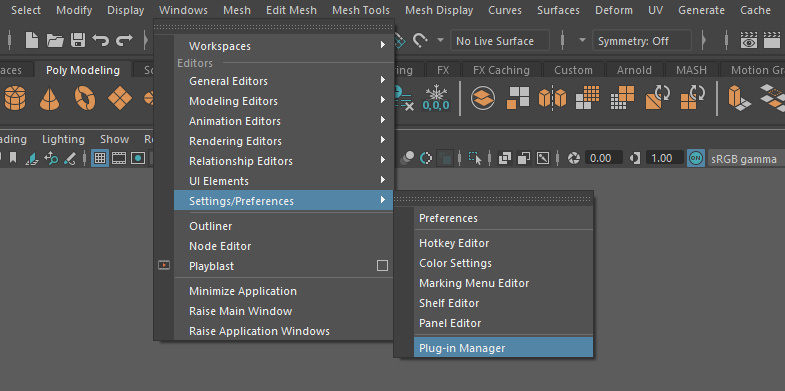 Select Modify Display Windows Mesh Edit Mesh Mesh Tools Mesh Display Curves Surfaces Deform UV Generate Cache
No Live Surface Symmetry: Off
aces Poly Modeling FX FX Caching Custom Arnold MASH Motion Gr
0,0,0
ading Lighting Show 0.00 1.00 ON sRGB gamma
Workspaces
Editors
General Editors
Modeling Editors
Animation Editors
Rendering Editors
Relationship Editors
UI Elements
Settings/Preferences
Outliner
Node Editor
Playblast
Minimize Application
Raise Main Window
Raise Application Windows
Preferences
Hotkey Editor
Color Settings
Marking Menu Editor
Shelf Editor
Panel Editor
Plug-in Manager